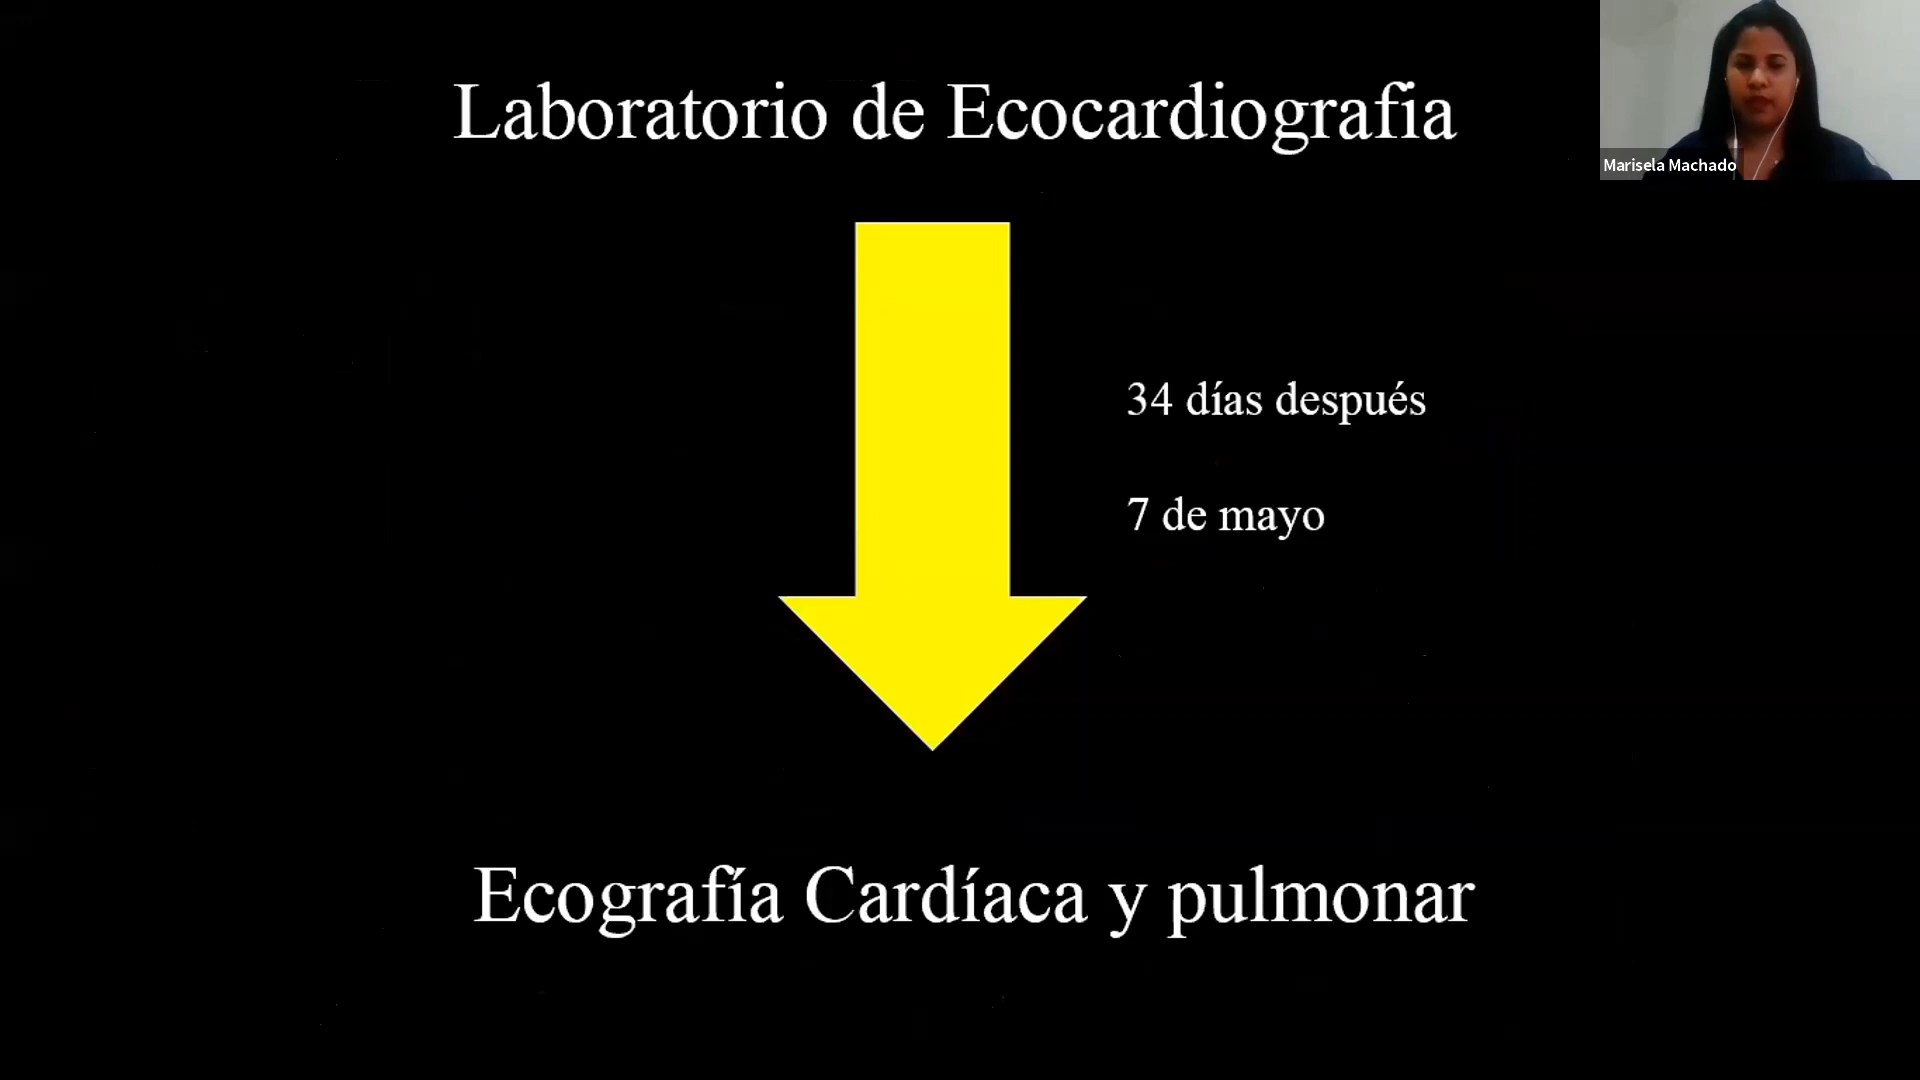 Laboratorio de Ecocardiografia
Marisela Machado
34 días después
7 de mayo
Ecografía Cardíaca y pulmonar